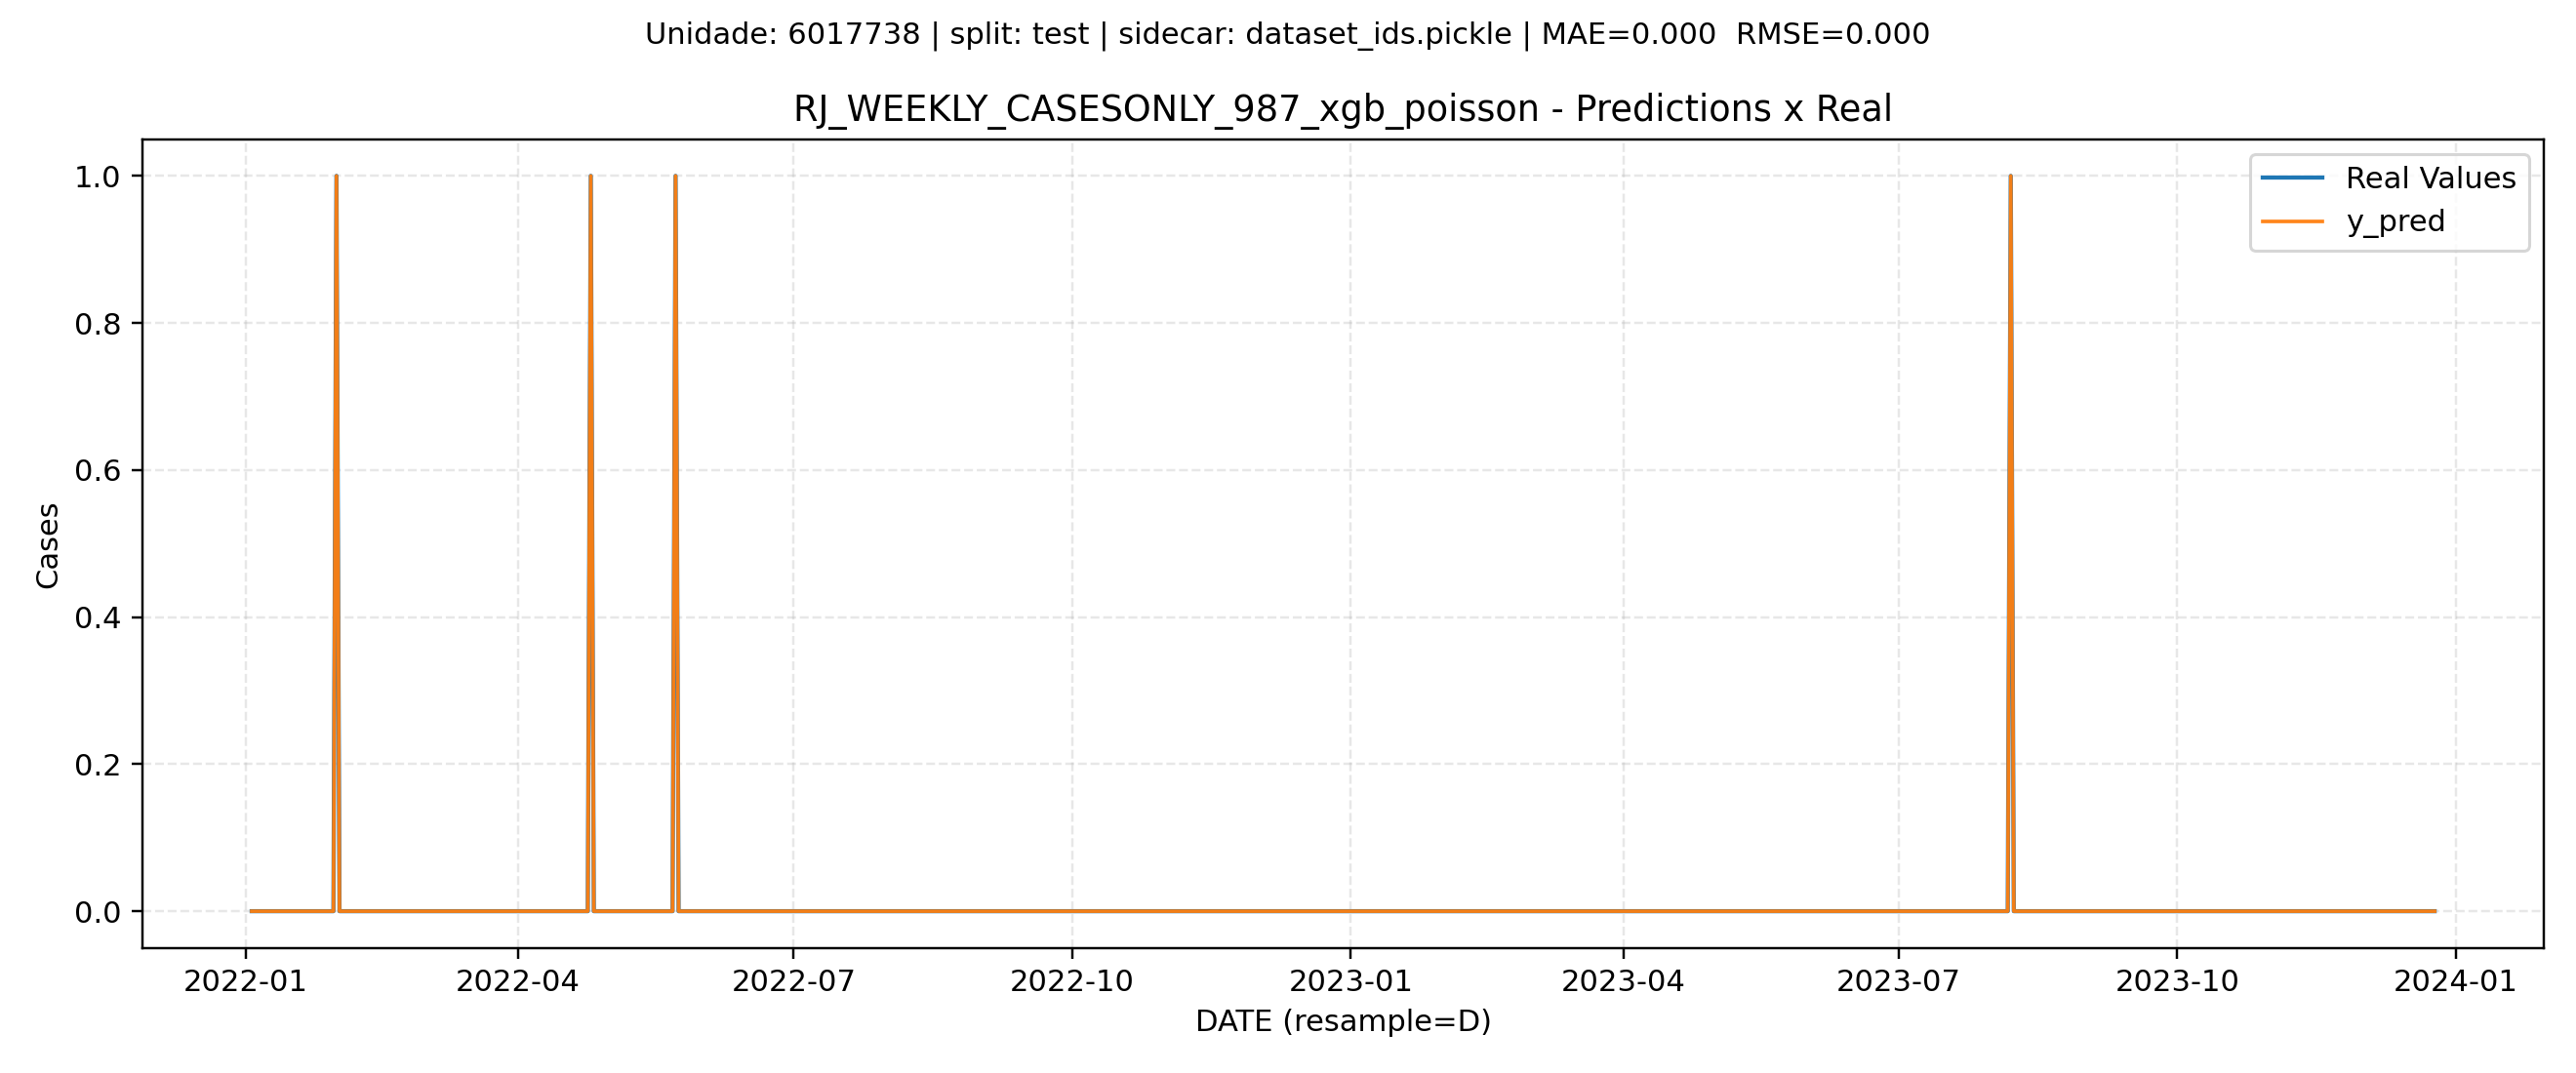 Unidade: 6017738 | split: test | sidecar: dataset_ids.pickle | MAE=0.000  RMSE=0.000
RJ_WEEKLY_CASESONLY_987_xgb_poisson - Predictions x Real
Real Values
y_pred
Cases
1.0
0.8
0.6
0.4
0.2
0.0
2022-01 2022-04 2022-07 2022-10 2023-01 2023-04 2023-07 2023-10 2024-01
DATE (resample=D)